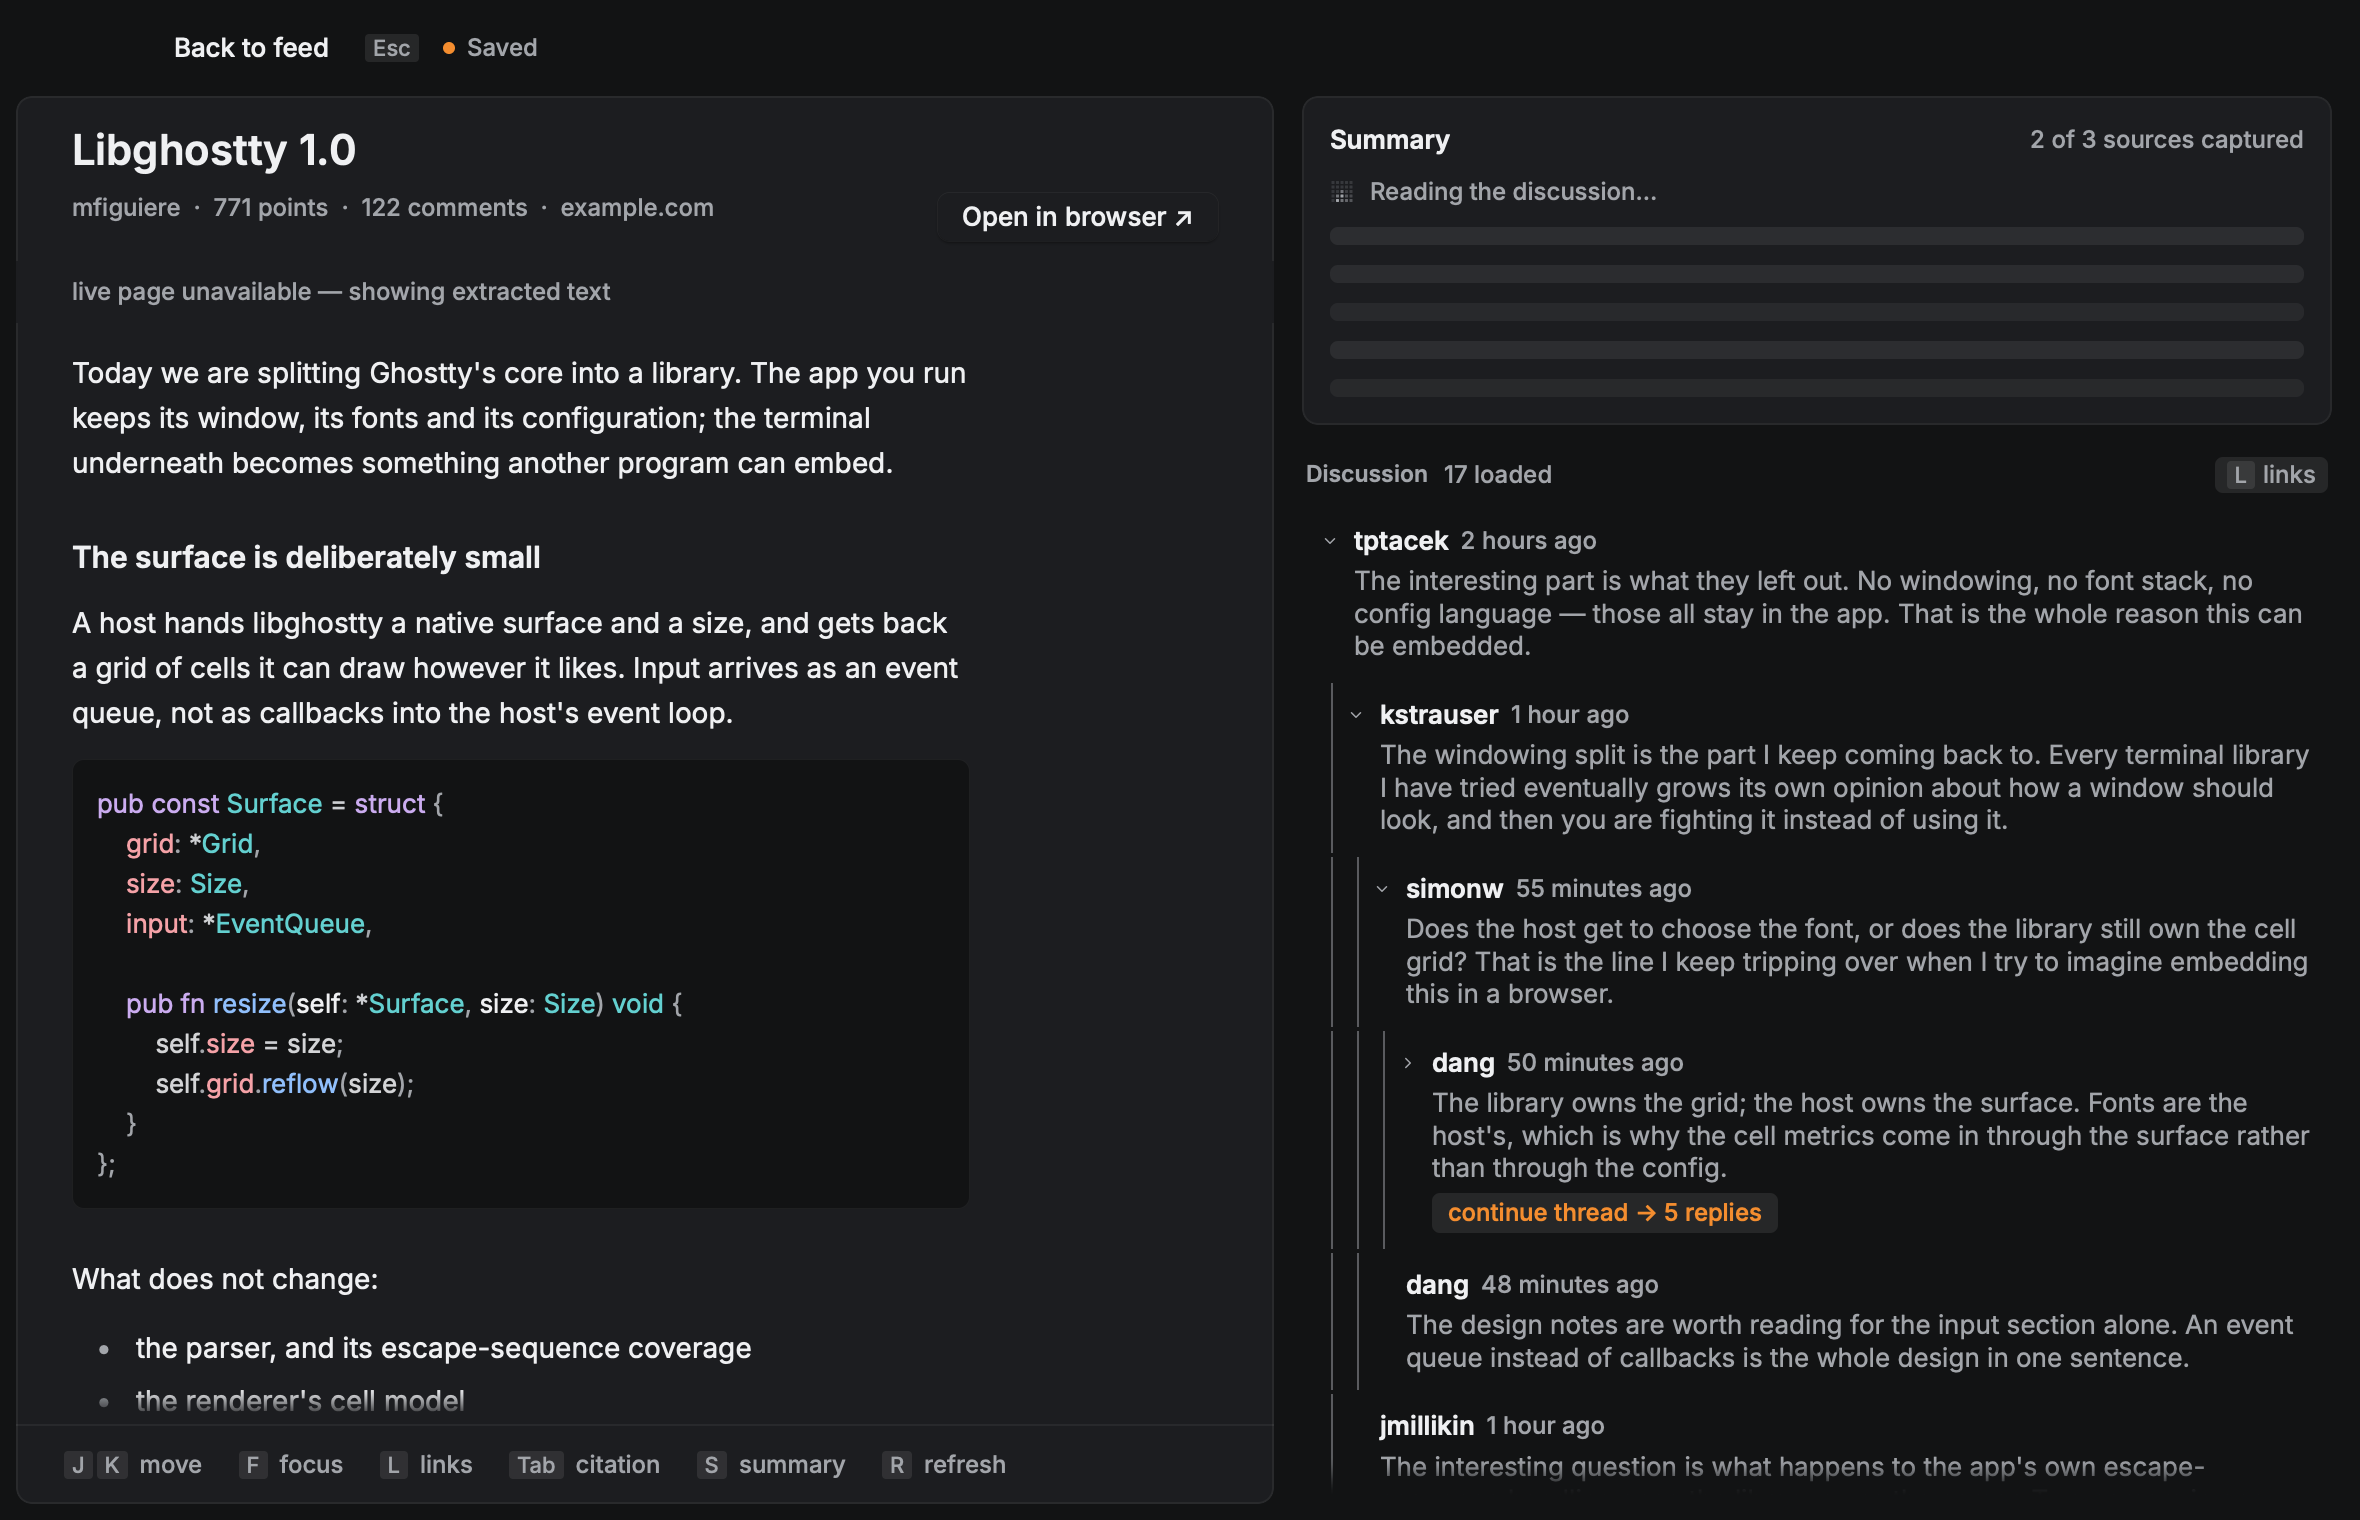 Back to feed Esc Saved
Libghostty 1.0
mfiguiere · 771 points · 122 comments · example.com
Open in browser ↗
live page unavailable — showing extracted text
Today we are splitting Ghostty's core into a library. The app you run
keeps its window, its fonts and its configuration; the terminal
underneath becomes something another program can embed.
The surface is deliberately small
A host hands libghostty a native surface and a size, and gets back
a grid of cells it can draw however it likes. Input arrives as an event
queue, not as callbacks into the host's event loop.
pub const Surface = struct {
grid: *Grid,
size: Size,
input: *EventQueue,
pub fn resize(self: *Surface, size: Size) void {
self.size = size;
self.grid.reflow(size);
}
};
What does not change:
• the parser, and its escape-sequence coverage
• the renderer's cell model
J K move F focus L links Tab citation S summary R refresh
Summary 2 of 3 sources captured
Reading the discussion...
Discussion 17 loaded L links
tptacek 2 hours ago
The interesting part is what they left out. No windowing, no font stack, no
config language — those all stay in the app. That is the whole reason this can
be embedded.
kstrauser 1 hour ago
The windowing split is the part I keep coming back to. Every terminal library
I have tried eventually grows its own opinion about how a window should
look, and then you are fighting it instead of using it.
simonw 55 minutes ago
Does the host get to choose the font, or does the library still own the cell
grid? That is the line I keep tripping over when I try to imagine embedding
this in a browser.
dang 50 minutes ago
The library owns the grid; the host owns the surface. Fonts are the
host's, which is why the cell metrics come in through the surface rather
than through the config.
continue thread → 5 replies
dang 48 minutes ago
The design notes are worth reading for the input section alone. An event
queue instead of callbacks is the whole design in one sentence.
jmillikin 1 hour ago
The interesting question is what happens to the app's own escape-